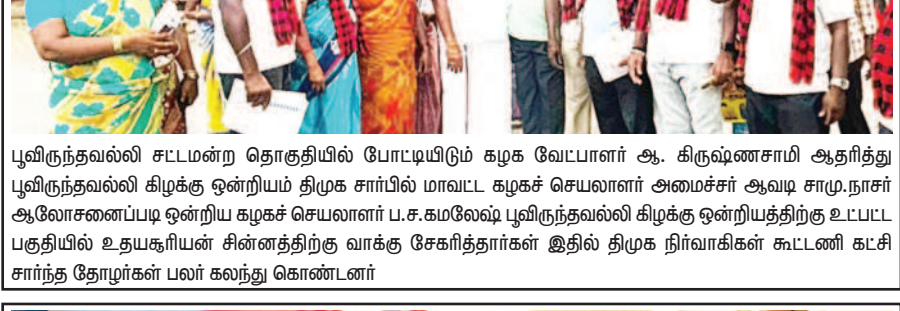 பூவிருந்தவல்லி சட்டமன்ற தொகுதியில் போட்டியிடும் கழக வேட்பாளர் ஆ. கிருஷ்ணசாமி ஆதரித்து
பூவிருந்தவல்லி கிழக்கு ஒன்றியம் திமுக சார்பில் மாவட்ட கழகச் செயலாளர் அமைச்சர் ஆவடி சாமு.நாசர்
ஆலோசனைப்படி ஒன்றிய கழகச் செயலாளர் ப.ச.கமலேஷ் பூவிருந்தவல்லி கிழக்கு ஒன்றியத்திற்கு உட்பட்ட
பகுதியில் உதயசூரியன் சின்னத்திற்கு வாக்கு சேகரித்தார்கள் இதில் திமுக நிர்வாகிகள் கூட்டணி கட்சி
சார்ந்த தோழர்கள் பலர் கலந்து கொண்டனர்